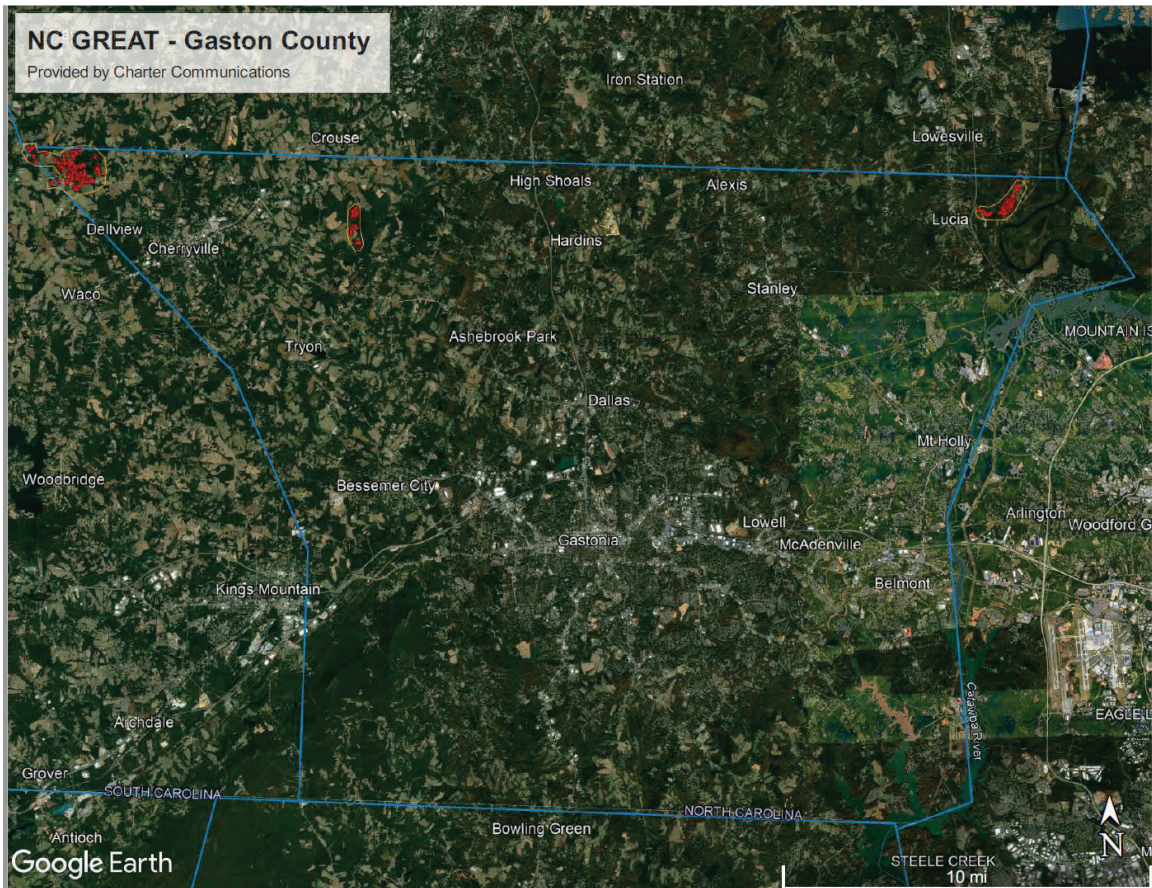 NC GREAT - Gaston County
Provided by Charter Communications
Iron Station
Crouse
Lowesville
High Shoals
Alexis
Lucia
Dellview
Cherryville
Hardins
Waco
Stanley
Tryon
Ashebrook Park
MOUNTAIN IS
Dallas
Mt Holly
Woodbridge
Bessemer City
Arlington
Woodford G
Lowell
Gastonia
McAdenville
Belmont
Kings Mountain
Catawba River
Archdale
EAGLE L
Grover
SOUTH CAROLINA
NORTH CAROLINA
Bowling Green
Antioch
N
M
Google Earth
STEELE CREEK
10 mi